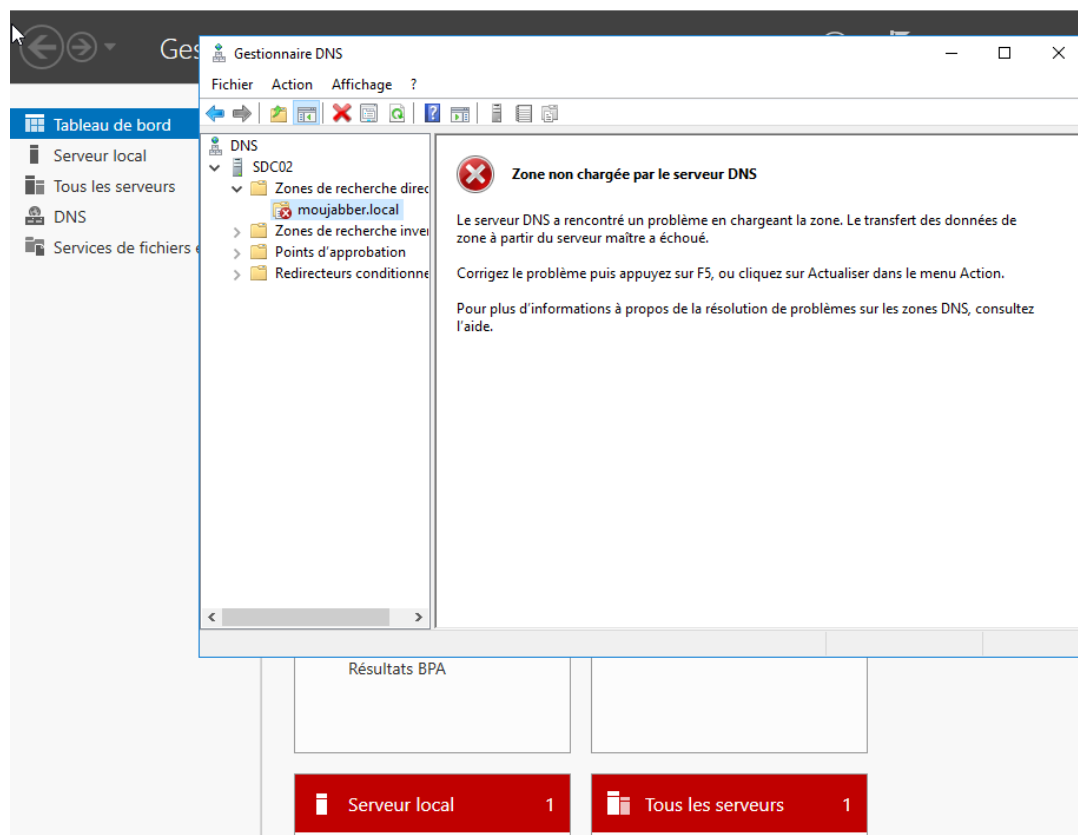 Ges
Gestionnaire DNS
Fichier Action Affichage ?
Tableau de bord
Serveur local
Tous les serveurs
DNS
Services de fichiers
DNS
SDC02
Zones de recherche direc
moujabber.local
Zones de recherche inver
Points d'approbation
Redirecteurs conditionne
Zone non chargée par le serveur DNS
Le serveur DNS a rencontré un problème en chargeant la zone. Le transfert des données de
zone à partir du serveur maître a échoué.
Corrigez le problème puis appuyez sur F5, ou cliquez sur Actualiser dans le menu Action.
Pour plus d'informations à propos de la résolution de problèmes sur les zones DNS, consultez
l'aide.
Résultats BPA
Serveur local 1
Tous les serveurs 1